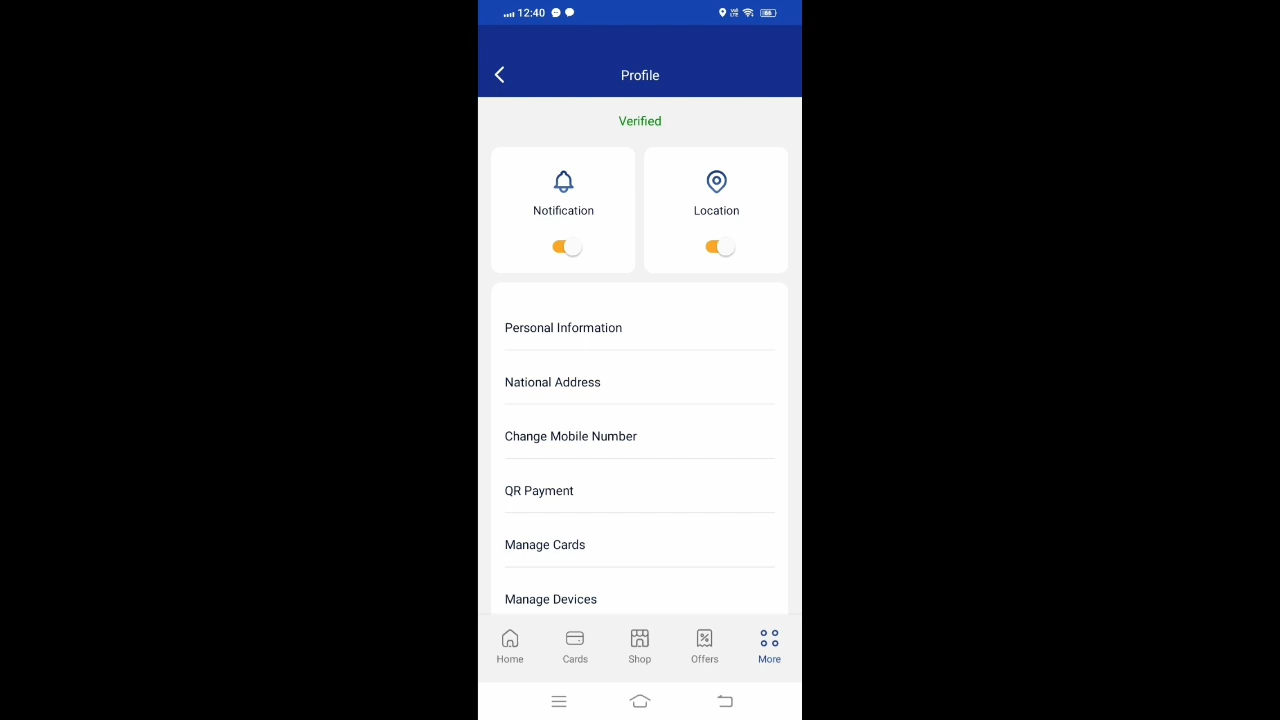 12:40
Profile
Verified
Notification
Location
Personal Information
National Address
Change Mobile Number
QR Payment
Manage Cards
Manage Devices
Home
Cards
Shop
Offers
More